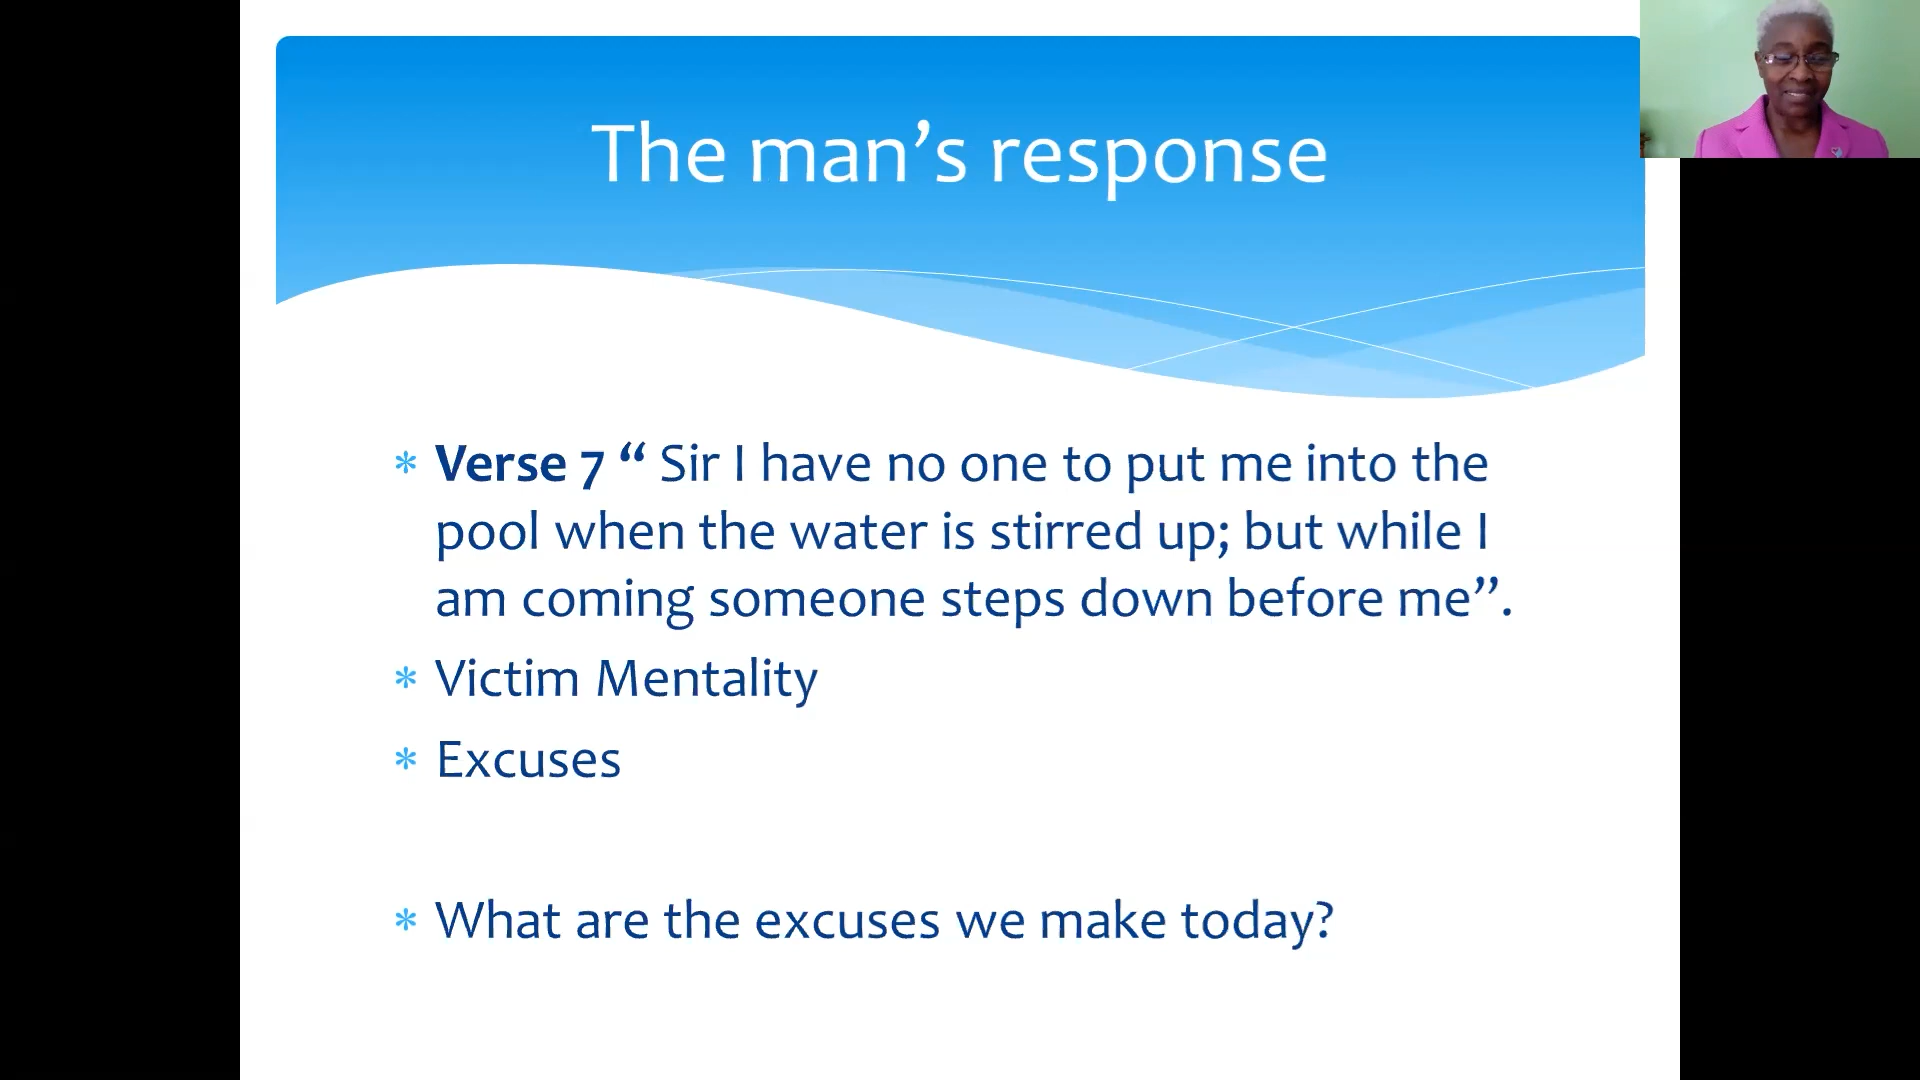 The man’s response
* Verse 7 “ Sir I have no one to put me into the
pool when the water is stirred up; but while I
am coming someone steps down before me”.
* Victim Mentality
* Excuses
* What are the excuses we make today?